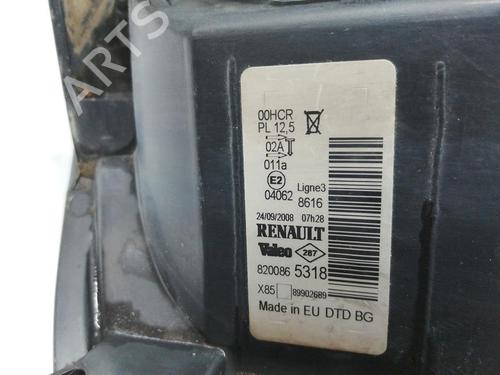 00HCR
PL 12,5
02A
011a
E2
04062
Ligne3
8616
24/09/2008 07h28
RENAULT
Valeo 287
820086 5318
X85 89902689
Made in EU DTD BG
B-PARTS